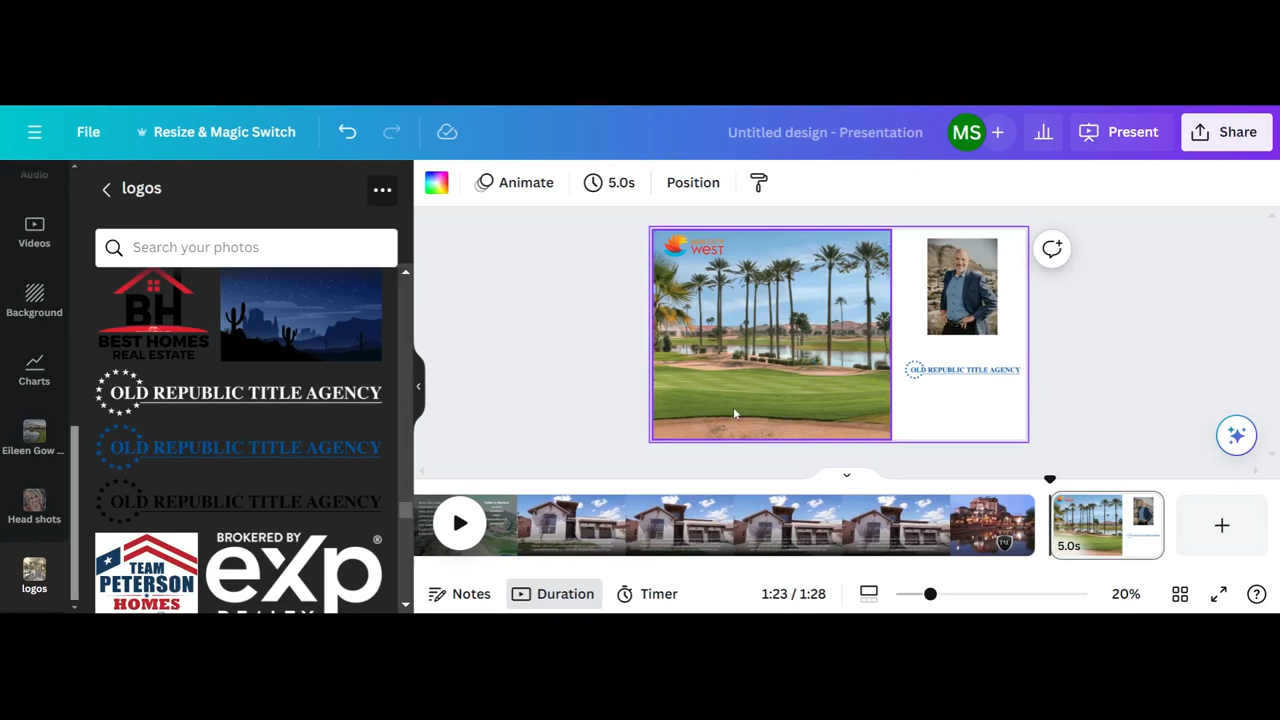 File
Resize & Magic Switch
Untitled design - Presentation
MS
Present
Share
Audio
Videos
Background
Charts
Eileen Gow ...
Head shots
logos
logos
Search your photos
BH
BEST HOMES
REAL ESTATE
OLD REPUBLIC TITLE AGENCY
OLD REPUBLIC TITLE AGENCY
OLD REPUBLIC TITLE AGENCY
TEAM
PETERSON
HOMES
BROKERED BY
eXp
REALTY
Animate
5.0s
Position
WEST
OLD REPUBLIC TITLE AGENCY
5.0s
Notes
Duration
Timer
1:23 / 1:28
20%